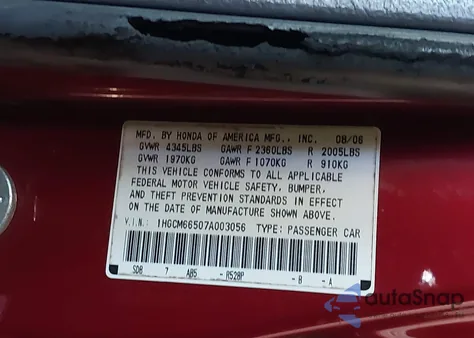 MFD. BY HONDA OF AMERICA MFG., INC. 08/06
GVWR 4345LBS GAWR F 2360LBS R 2005LBS
GVWR 1970KG GAWR F 1070KG R 910KG
THIS VEHICLE CONFORMS TO ALL APPLICABLE
FEDERAL MOTOR VEHICLE SAFETY, BUMPER,
AND THEFT PREVENTION STANDARDS IN EFFECT
ON THE DATE OF MANUFACTURE SHOWN ABOVE.
V.I.N.: 1HGCM66507A003056 TYPE: PASSENGER CAR
SDB 7 AB5 -R528P -B -A
autoSnap